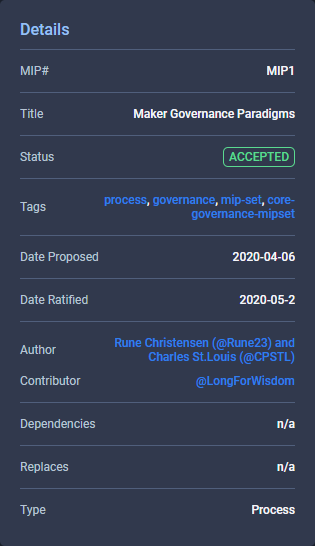 Details
MIP# MIP1
Title Maker Governance Paradigms
Status ACCEPTED
Tags process, governance, mip-set, core-
governance-mipset
Date Proposed 2020-04-06
Date Ratified 2020-05-2
Author Rune Christensen (@Rune23) and
Charles St.Louis (@CPSTL)
Contributor @LongForWisdom
Dependencies n/a
Replaces n/a
Type Process